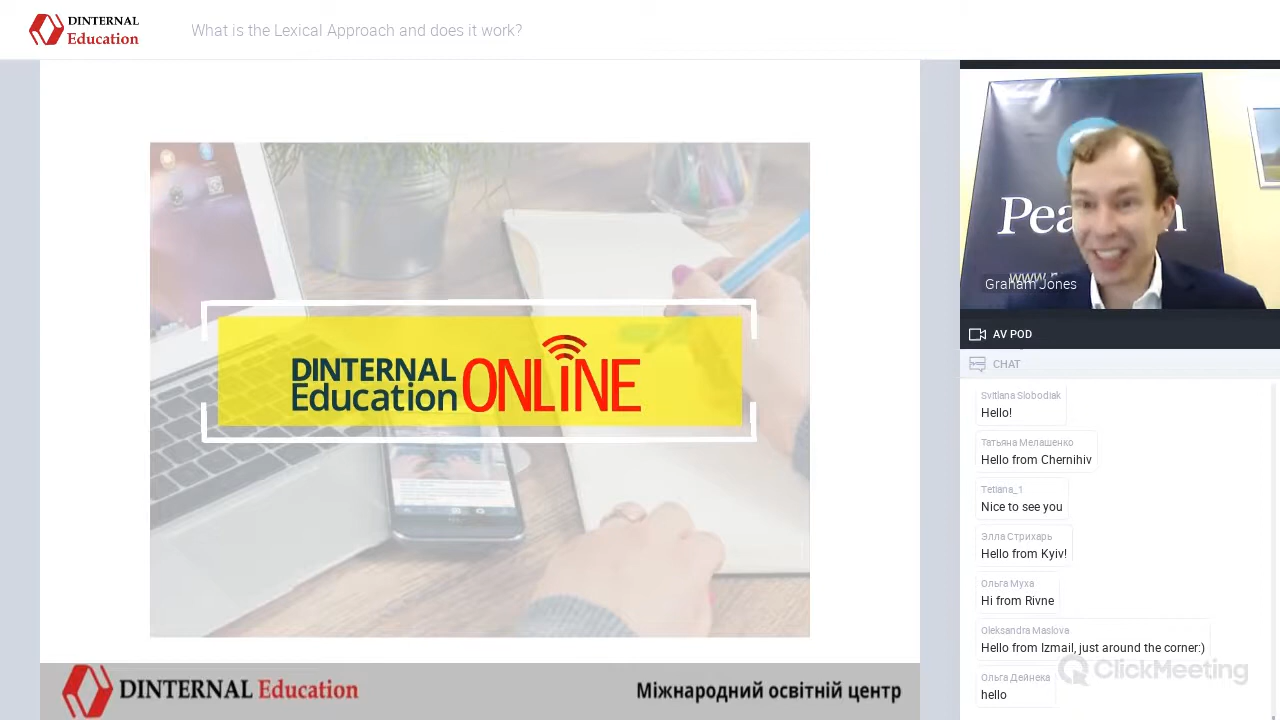 DINTERNAL
Education
What is the Lexical Approach and does it work?
DINTERNAL
Education
ONLINE
DINTERNAL Education
Міжнародний освітній центр
www.
Graham Jones
AV POD
CHAT
Svitlana Slobodiak
Hello!
Татьяна Мелашенко
Hello from Chernihiv
Tetiana_1
Nice to see you
Элла Стрихарь
Hello from Kyiv!
Ольга Муха
Hi from Rivne
Oleksandra Maslova
Hello from Izmail, just around the corner:)
Ольга Дейнека
hello
ClickMeeting